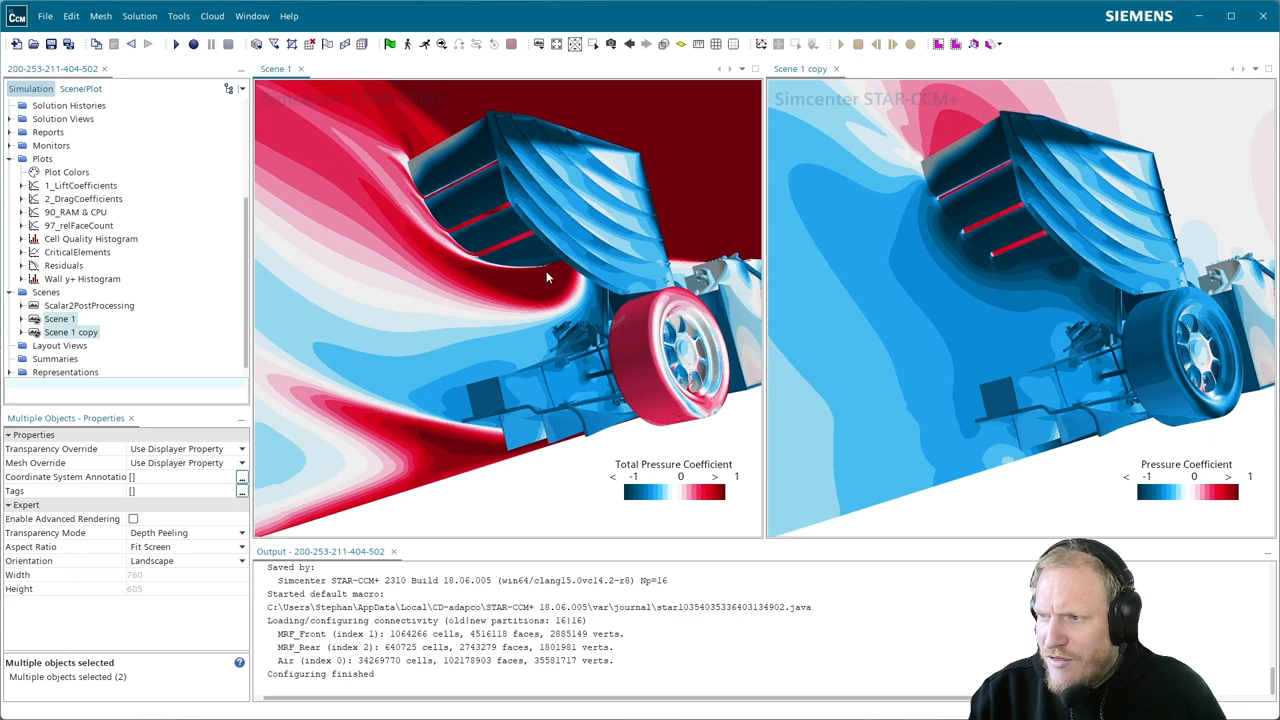 CCM File Edit Mesh Solution Tools Cloud Window Help SIEMENS
280-253-211-404-502
Simulation Scene/Plot
Solution Histories
Solution Views
Reports
Monitors
Plots
Plot Colors
1_LiftCoefficients
2_DragCoefficients
90_RAM & CPU
97_relFaceCount
Cell Quality Histogram
CriticalElements
Residuals
Wall y+ Histogram
Scenes
Scalar2PostProcessing
Scene 1
Scene 1 copy
Layout Views
Summaries
Representations
Multiple Objects - Properties
Properties
Transparency Override Use Displayer Property
Mesh Override Use Displayer Property
Coordinate System Annotatio []
Tags []
Expert
Enable Advanced Rendering
Transparency Mode Depth Peeling
Aspect Ratio Fit Screen
Orientation Landscape
Width 760
Height 685
Multiple objects selected
Multiple objects selected (2)
Scene 1
Simcenter STAR-CCM+
Total Pressure Coefficient
< -1 0 > 1
Scene 1 copy
Simcenter STAR-CCM+
Pressure Coefficient
< -1 0 > 1
Output - 280-253-211-404-502
Saved by:
Simcenter STAR-CCM+ 2310 Build 18.06.005 (win64/clang15.0vc14.2-r8) Np=16
Started default macro:
C:\Users\Stephan\AppData\Local\CD-adapco\STAR-CCM+ 18.06.005\var\journal\star10354035336403134902.java
Loading/configuring connectivity (old|new partitions: 16|16)
MRF_Front (index 1): 1064266 cells, 4516118 faces, 2885149 verts.
MRF_Rear (index 2): 640725 cells, 2743279 faces, 1801981 verts.
Air (index 0): 34269770 cells, 102178903 faces, 35581717 verts.
Configuring finished